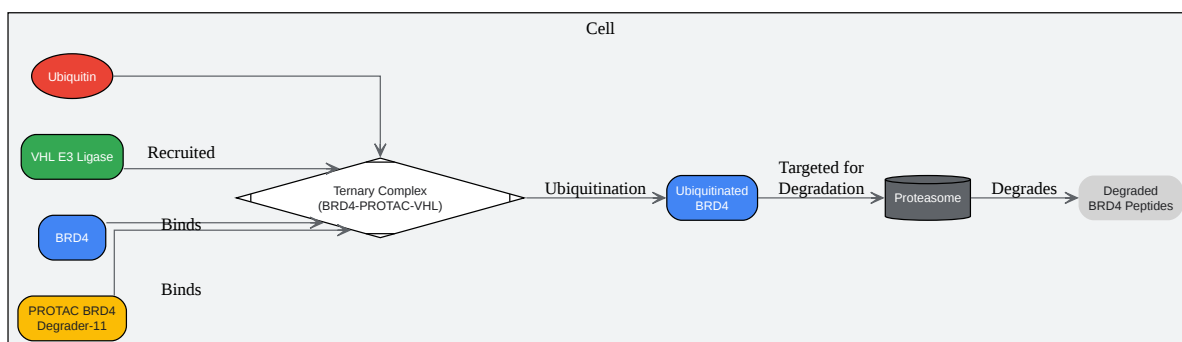 Cell
Ubiquitin
VHL E3 Ligase
Recruited
BRD4
Binds
PROTAC BRD4
Degrader-11
Binds
Ternary Complex
(BRD4-PROTAC-VHL)
Ubiquitination
Ubiquitinated
BRD4
Targeted for
Degradation
Proteasome
Degrades
Degraded
BRD4 Peptides